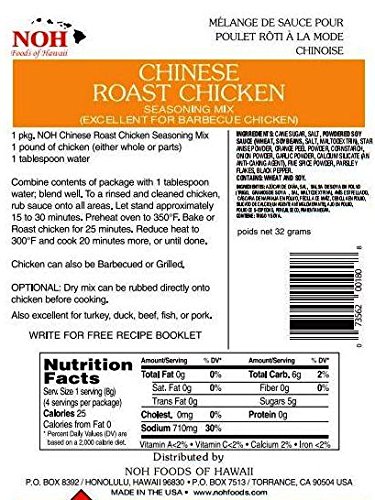 NOH
Foods of Hawaii
MÉLANGE DE SAUCE POUR
POULET RÔTI À LA MODE
CHINOISE
CHINESE
ROAST CHICKEN
SEASONING MIX
(EXCELLENT FOR BARBECUE CHICKEN)
1 pkg, NOH Chinese Roast Chicken Seasoning Mix
1 pound of chicken (either whole or parts)
1 tablespoon water
Combine contents of package with 1 tablespoon
water; blend well, To a rinsed and cleaned chicken,
rub sauce onto all areas, Let stand approximately
15 to 30 minutes. Preheat oven to 350°F. Bake or
Roast chicken for 25 minutes. Reduce heat to
300°F and cook 20 minutes more, or until done.
Chicken can also be Barbecued or Grilled.
OPTIONAL: Dry mix can be rubbed directly onto
chicken before cooking.
Also excellent for turkey, duck, beef, fish, or pork.
WRITE FOR FREE RECIPE BOOKLET
INGREDIENTS: CANE SUGAR, SALT, POWDERED SOY
SAUCE (WHEAT, SOYBEANS, SALT), MALTODEXTRIN, STAR
ANISE POWDER, ORANGE PEEL POWDER, CORNSTARCH,
ONION POWDER, GARLIC POWDER, CALCIUM SILICATE (AN
ANTI-CAKING AGENT), FIVE SPICE POWDER, PARSLEY
FLAKES, BLACK PEPPER.
CONTAINS: WHEAT AND SOY.
poids net 32 grams
0 73562 00180 8
Nutrition
Facts
Serv. Size 1 serving (8g)
(4 servings per package)
Calories 25
Calories from Fat 0
* Percent Daily Values (DV) are
based on a 2,000 calorie diet.
Amount/Serving % DV*
Total Fat 0g 0%
Sat. Fat 0g 0%
Trans Fat 0g
Cholest, 0mg 0%
Sodium 710mg 30%
Amount/Serving % DV*
Total Carb, 6g 2%
Fiber 0g 0%
Sugars 5g
Protein 0g
Vitamin A<2% • Vitamin C<2% • Calcium 2% • Iron <2%
Distributed by
NOH FOODS OF HAWAII
P.O. BOX 8392 / HONOLULU, HAWAII 96830 • P.O. BOX 7513 / TORRANCE, CA 90504 USA
MADE IN THE USA • www.nohfoods.com